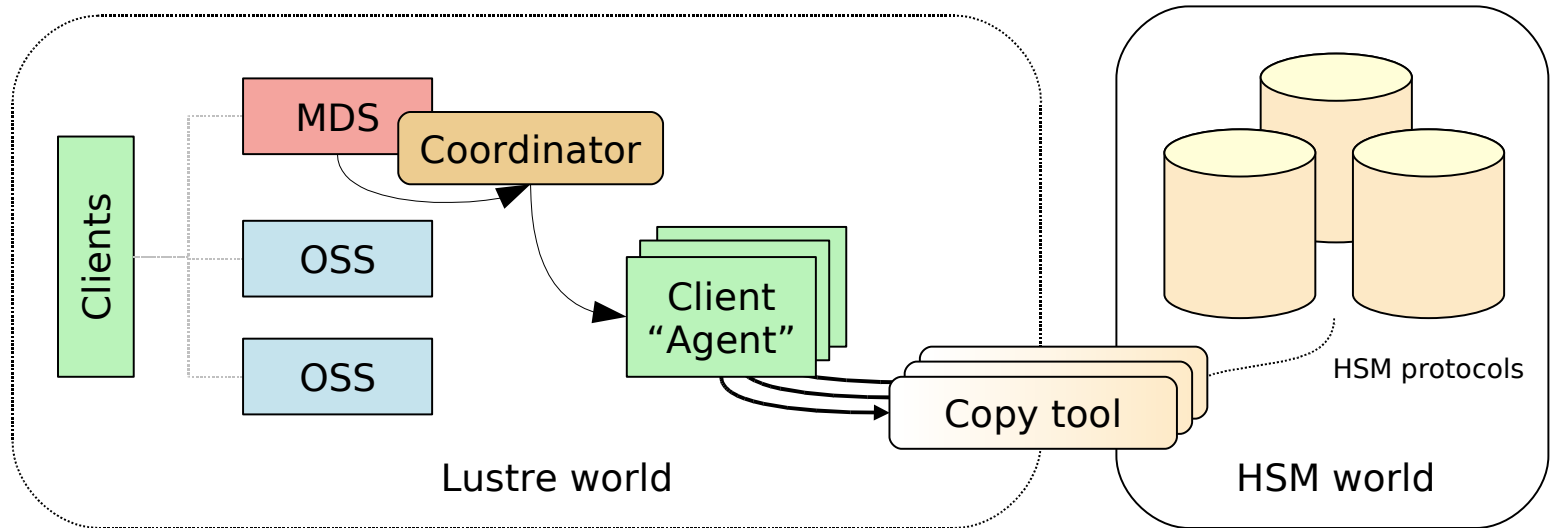 MDS
Coordinator
Clients
OSS
OSS
Client
“Agent”
Copy tool
HSM protocols
Lustre world
HSM world